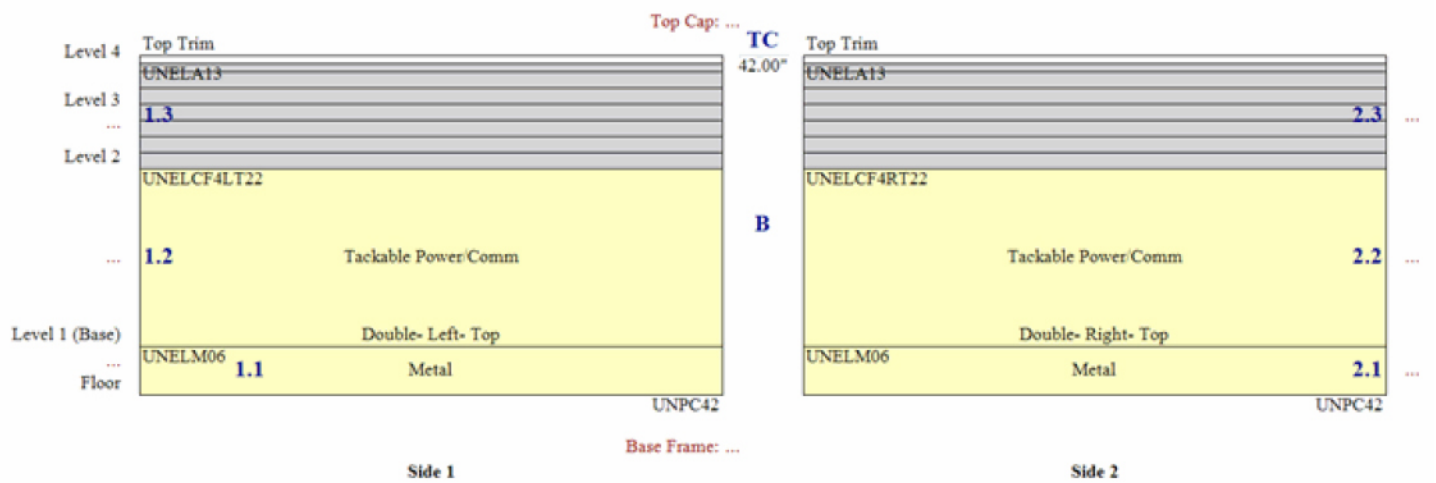 Top Cap: ...
Level 4 Top Trim TC Top Trim
UNELA13 42.00" UNELA13
Level 3
1.3 2.3
... ...
Level 2
UNELCF4LT22 UNELCF4RT22
B
... 1.2 Tackable Power/Comm Tackable Power/Comm 2.2 ...
Level 1 (Base) Double- Left- Top Double- Right- Top
UNELM06 UNELM06
... 1.1 Metal Metal 2.1 ...
Floor
UNPC42 UNPC42
Base Frame: ...
Side 1 Side 2